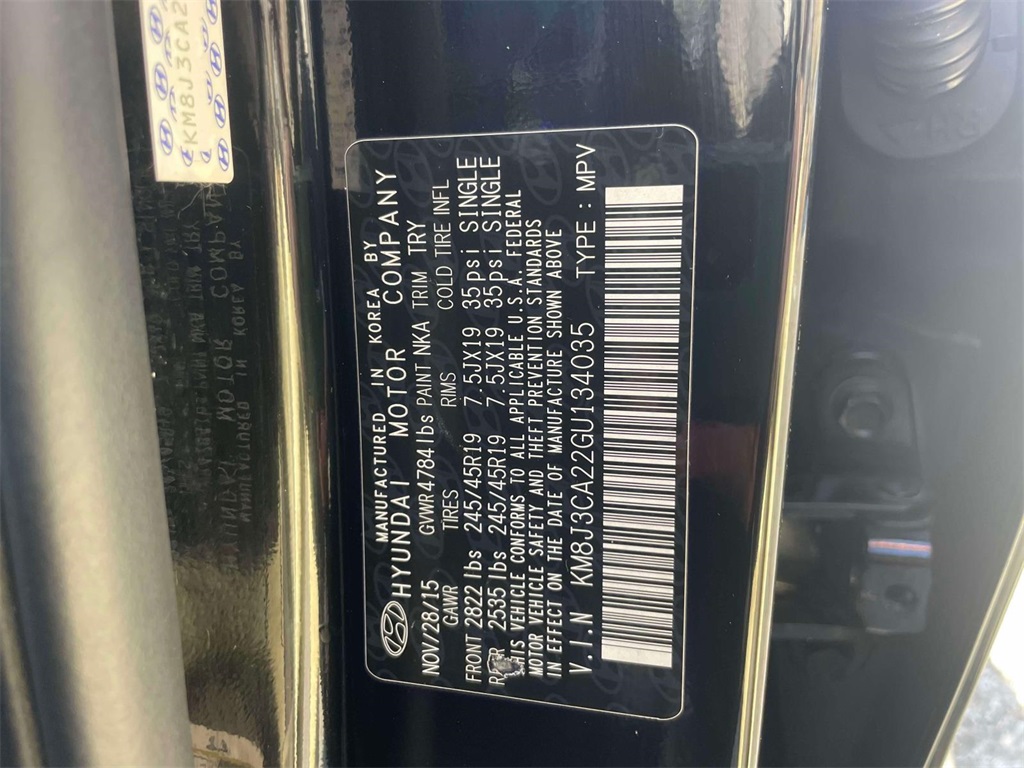 KM8J3CA2
MANUFACTURED IN KOREA BY
HYUNDAI MOTOR COMPANY
NOV/28/15 GVWR4784lbs PAINT NKA TRIM TRY
GAWR TIRES RIMS COLD TIRE INFL
FRONT 2822 lbs 245/45R19 7.5JX19 35psi SINGLE
2535 lbs 245/45R19 7.5JX19 35psi SINGLE
THIS VEHICLE CONFORMS TO ALL APPLICABLE U.S.A. FEDERAL
MOTOR VEHICLE SAFETY AND THEFT PREVENTION STANDARDS
IN EFFECT ON THE DATE OF MANUFACTURE SHOWN ABOVE
V.I.N KM8J3CA22GU134035 TYPE : MPV